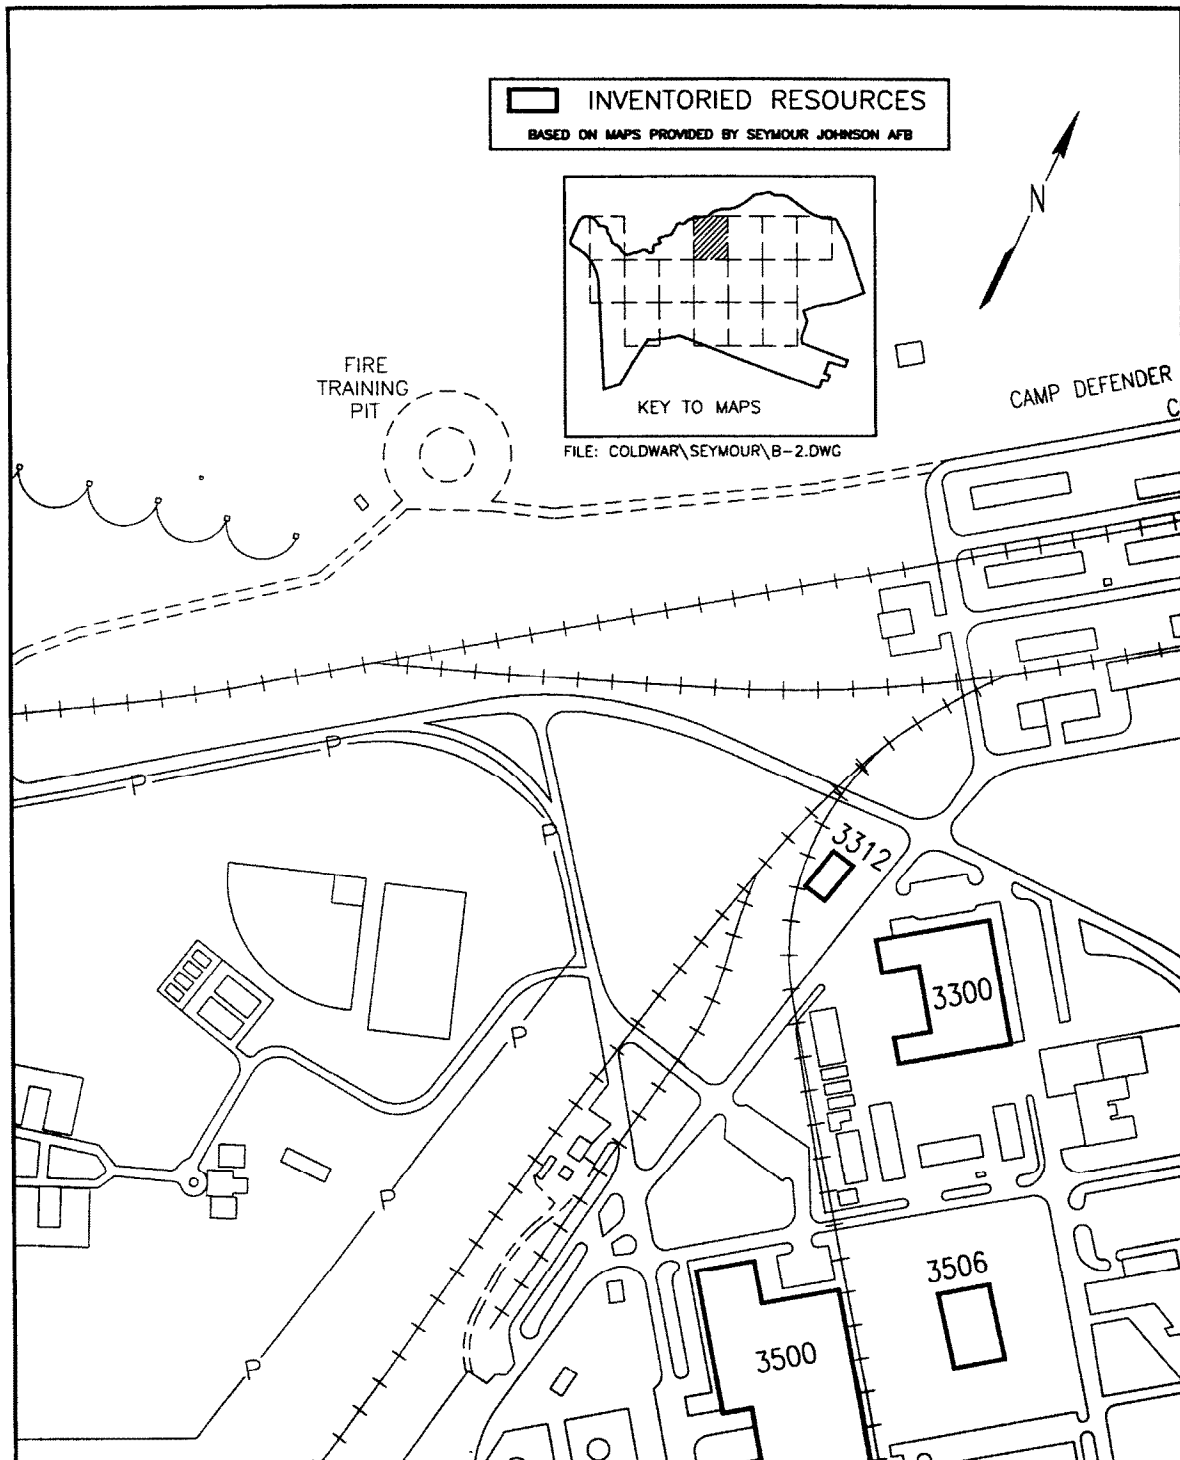 INVENTORIED RESOURCES
BASED ON MAPS PROVIDED BY SEYMOUR JOHNSON AFB
N
KEY TO MAPS
FILE: COLDWAR\SEYMOUR\B-2.DWG
FIRE
TRAINING
PIT
CAMP DEFENDER
C
P
P
P
3312
3300
P
P
3506
3500
P